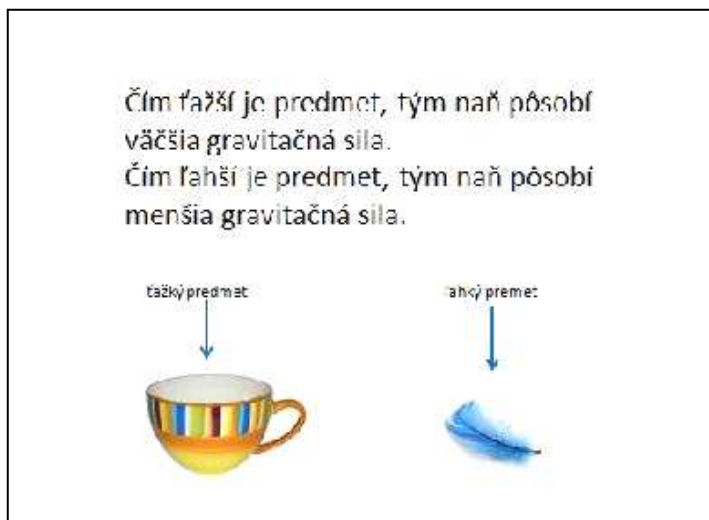 Čím ťažší je predmet, tým naň pôsobí
väčšia gravitačná sila.
Čím ľahší je predmet, tým naň pôsobí
menšia gravitačná sila.
ťažký predmet
ľahký premet